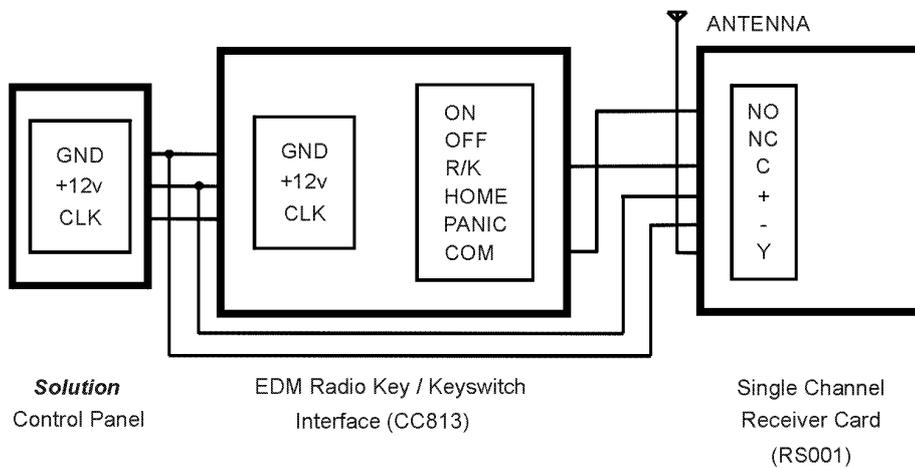 ANTENNA
GND
+12v
CLK
GND
+12v
CLK
ON
OFF
R/K
HOME
PANIC
COM
NO
NC
C
+
-
Y
Solution
Control Panel
EDM Radio Key / Keyswitch
Interface (CC813)
Single Channel
Receiver Card
(RS001)